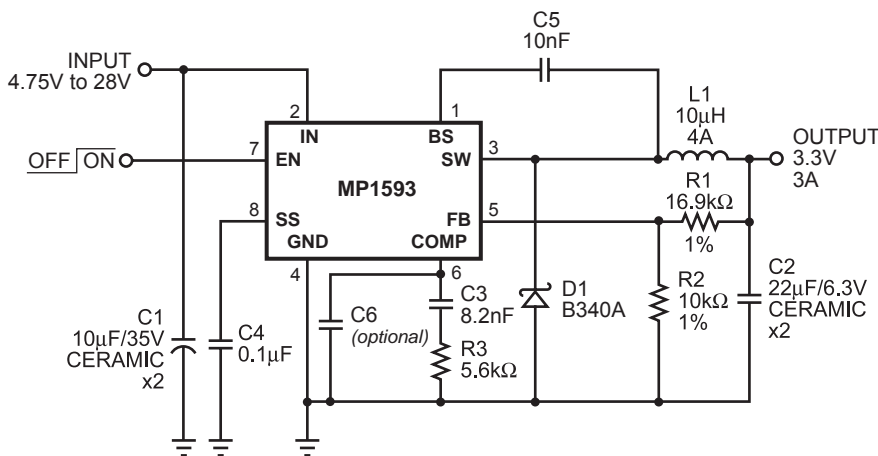 C5
10nF
INPUT
4.75V to 28V
2
1
IN
BS
L1
10μH
4A
OUTPUT
3.3V
3A
OFF ON
7
EN
SW
3
MP1593
R1
16.9kΩ
1%
8
SS
FB
5
GND
COMP
4
6
C1
10μF/35V
CERAMIC
x2
C4
0.1μF
C6
(optional)
C3
8.2nF
R3
5.6kΩ
D1
B340A
R2
10kΩ
1%
C2
22μF/6.3V
CERAMIC
x2